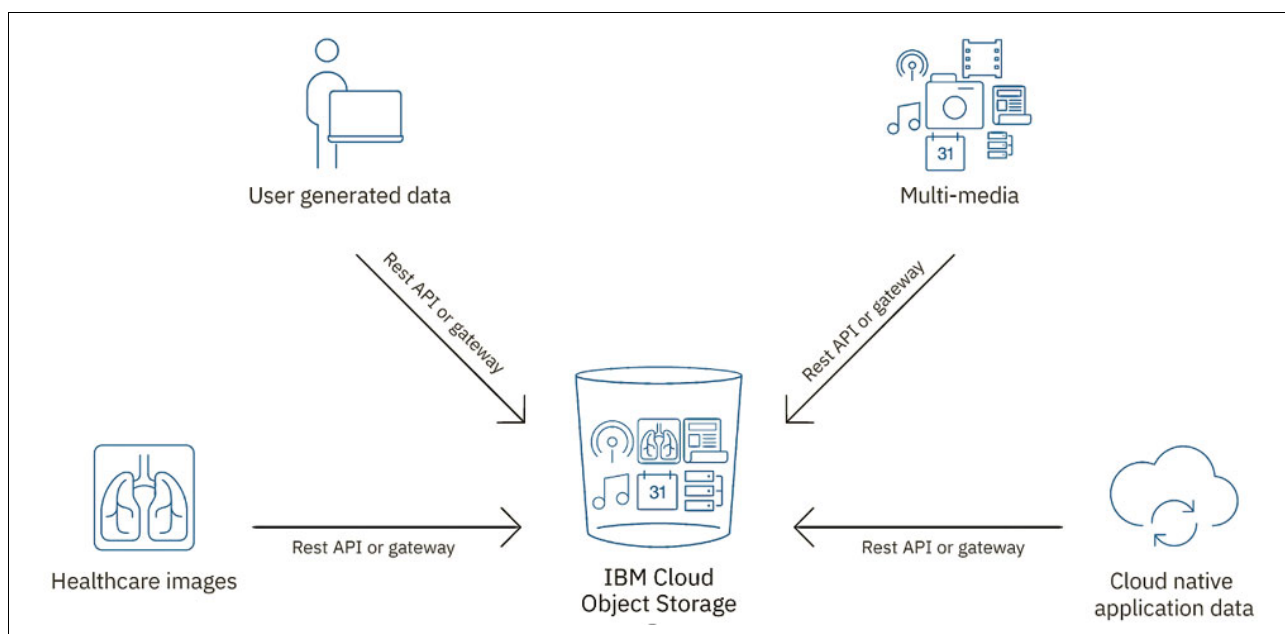 31
User generated data
Multi-media
Rest API or gateway
Rest API or gateway
31
Rest API or gateway
Rest API or gateway
Healthcare images
IBM Cloud
Object Storage
Cloud native
application data